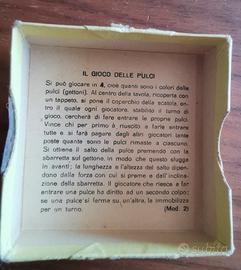 IL GIOCO DELLE PULCI
Si può giocare in 4, cioè quanti sono i colori delle
pulci (gettoni). Al centro della tavola, ricoperta con
un tappeto, si pone il coperchio della scatola, en-
tro il quale ogni giocatore, stabilito il turno di
gioco, cercherà di fare entrare le proprie pulci.
Vince chi per primo è riuscito a farle entrare
tutte e si farà pagare dagli altri giocatori tante
poste quante sono le pulci rimaste a ciascuno.
Si ottiene il salto della pulce premendo con la
sbarretta sul gettone, in modo che questo slugga
in avanti; la lunghezza e l'altezza del salto dipen-
dono dalla forza con cui si preme e dall'inclina-
zione della sbarretta. Il giocatore che riesce a far
entrare una pulce ha diritto ad un secondo colpo;
se una pulce si ferma su un'altra, la immobilizza
per un turno.
(Mod. 2)
subito